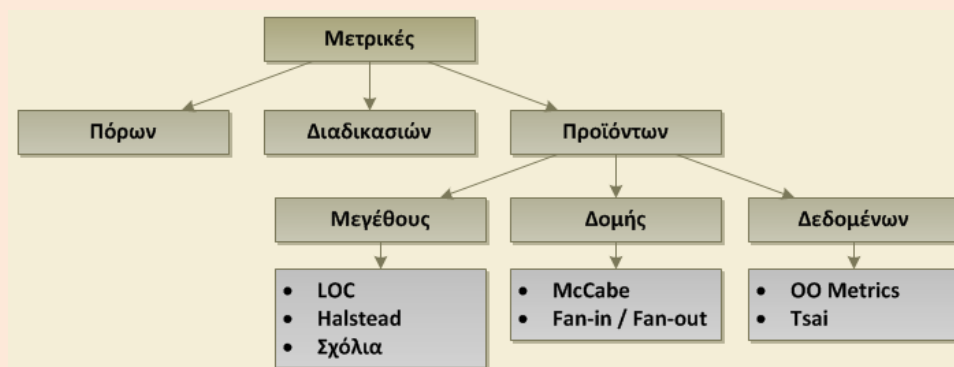 Μετρικές
Πόρων
Διαδικασιών
Προϊόντων
Μεγέθους
Δομής
Δεδομένων
• LOC
• Halstead
• Σχόλια
• McCabe
• Fan-in / Fan-out
• OO Metrics
• Tsai